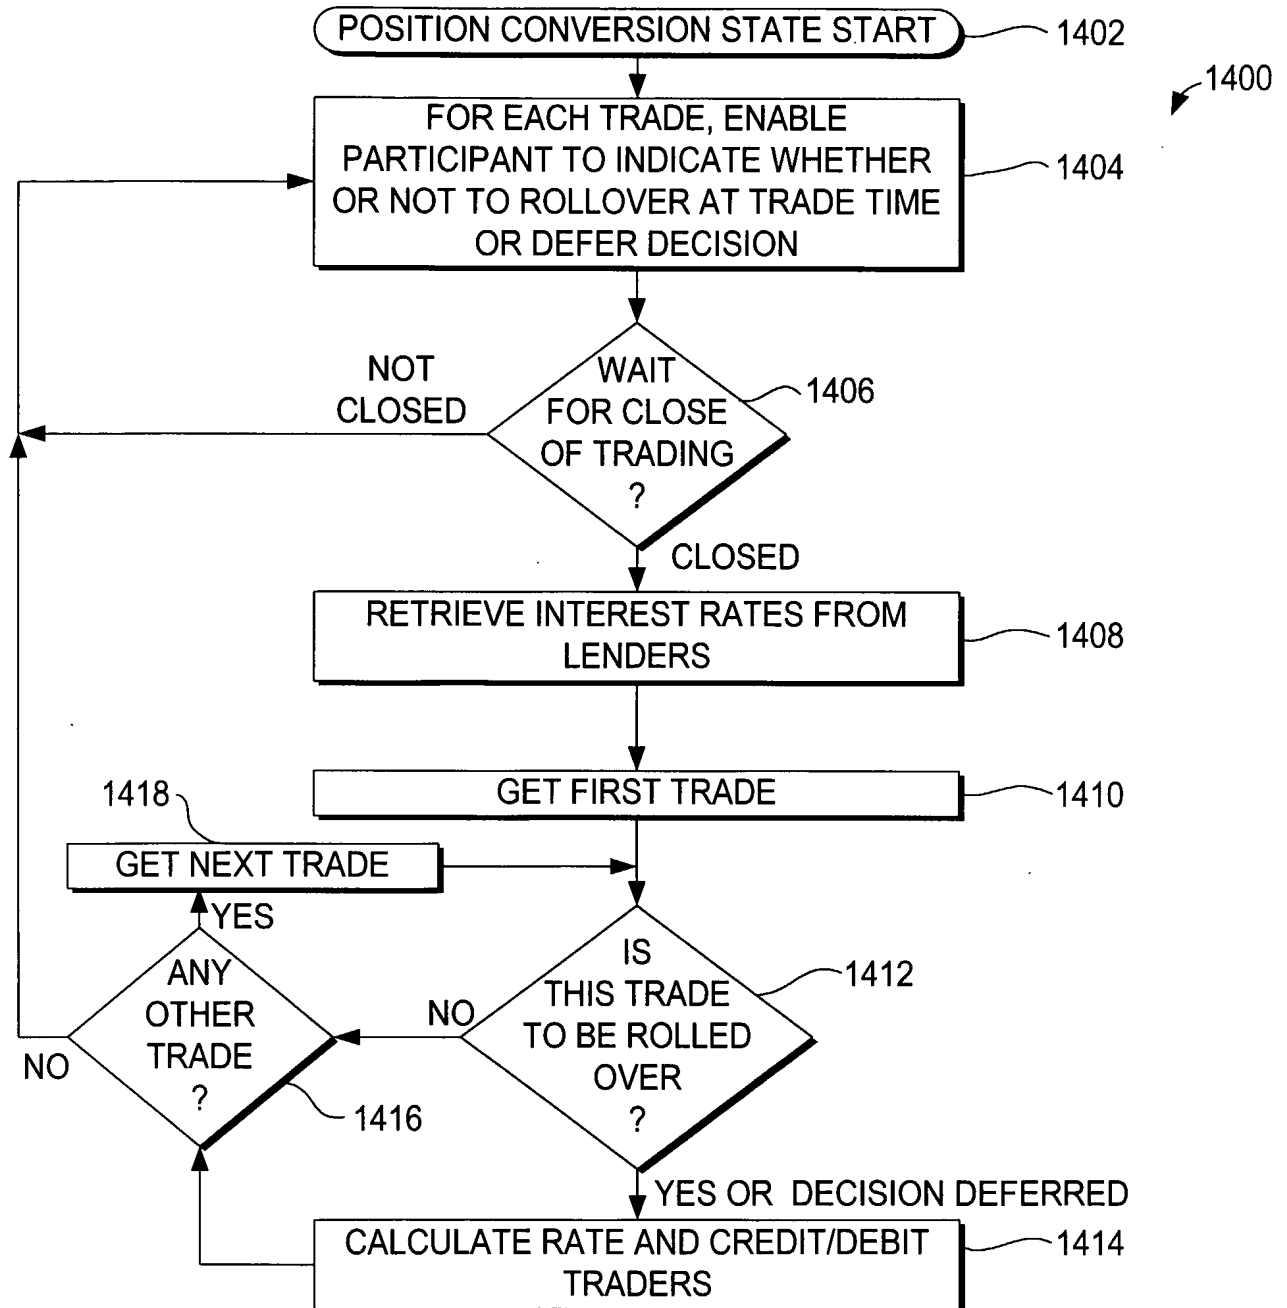 POSITION CONVERSION STATE START
1402
1400
FOR EACH TRADE, ENABLE
PARTICIPANT TO INDICATE WHETHER
OR NOT TO ROLLOVER AT TRADE TIME
OR DEFER DECISION
1404
NOT
CLOSED
WAIT
FOR CLOSE
OF TRADING
?
1406
CLOSED
RETRIEVE INTEREST RATES FROM
LENDERS
1408
GET FIRST TRADE
1410
1418
GET NEXT TRADE
YES
ANY
OTHER
TRADE
?
NO
1416
NO
IS
THIS TRADE
TO BE ROLLED
OVER
?
1412
YES OR DECISION DEFERRED
CALCULATE RATE AND CREDIT/DEBIT
TRADERS
1414